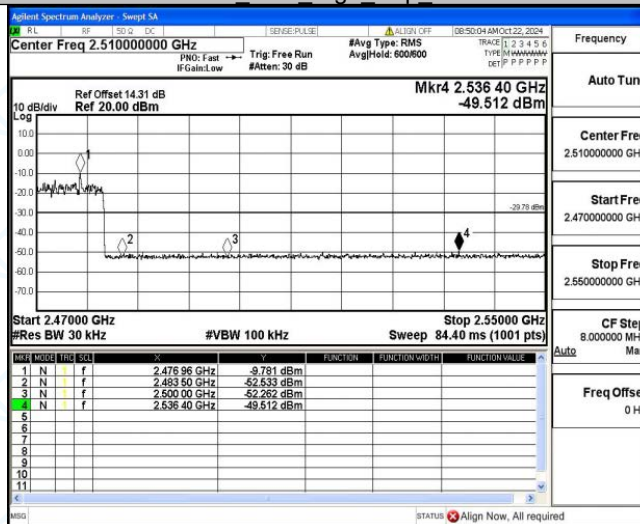 Agilent Spectrum Analyzer - Swept SA
RL RF 50 Ω DC SENSE:PULSE ALIGN OFF 08:50:04 AM Oct 22, 2024
Center Freq 2.510000000 GHz
PNO: Fast
IFGain:Low
Trig: Free Run
#Atten: 30 dB
#Avg Type: RMS
Avg|Hold: 600/600
TRACE 1 2 3 4 5 6
TYPE
DET P P P P P P
Ref Offset 14.31 dB
10 dB/div Ref 20.00 dBm
Log
Mkr4 2.536 40 GHz
-49.512 dBm
10.0
0.00
-10.0
-20.0
-30.0
-40.0
-50.0
-60.0
-70.0
1
2
3
4
-29.78 dBm
Start 2.47000 GHz Stop 2.55000 GHz
#Res BW 30 kHz #VBW 100 kHz Sweep 84.40 ms (1001 pts)
MKR MODE TRC SCL X Y FUNCTION FUNCTION WIDTH FUNCTION VALUE
1 N 1 f 2.476 96 GHz -9.781 dBm
2 N 1 f 2.483 50 GHz -52.533 dBm
3 N 1 f 2.500 00 GHz -52.262 dBm
4 N 1 f 2.536 40 GHz -49.512 dBm
5
6
7
8
9
10
11
MSG STATUS Align Now, All required
Frequency
Auto Tun
Center Fre
2.510000000 GH
Start Fre
2.470000000 GH
Stop Fre
2.550000000 GH
CF Step
8.000000 MH
Auto Ma
Freq Offse
0 H